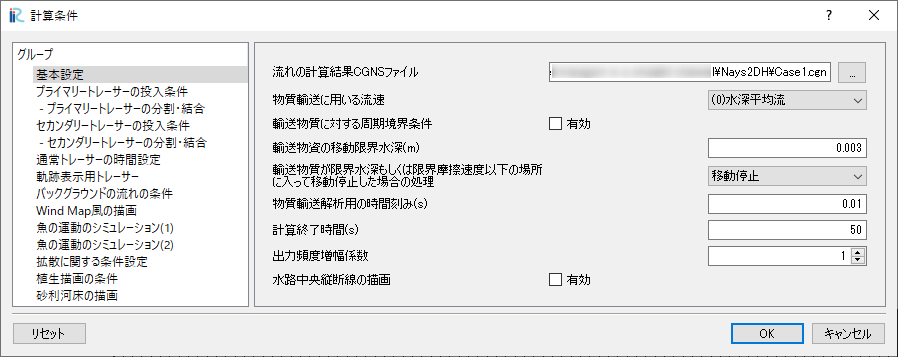 計算条件
グループ
基本設定
プライマリートレーサーの投入条件
- プライマリートレーサーの分割・結合
セカンダリートレーサーの投入条件
- セカンダリートレーサーの分割・結合
通常トレーサーの時間設定
軌跡表示用トレーサー
バックグラウンドの流れの条件
Wind Map風の描画
魚の運動のシミュレーション(1)
魚の運動のシミュレーション(2)
拡散に関する条件設定
植生描画の条件
砂利河床の描画
流れの計算結果CGNSファイル
l¥Nays2DH¥Case1.cgn
...
物質輸送に用いる流速
(0)水深平均流
輸送物質に対する周期境界条件
有効
輸送物資の移動限界水深(m)
0.003
輸送物質が限界水深もしくは限界摩擦速度以下の場所
に入って移動停止した場合の処理
移動停止
物質輸送解析用の時間刻み(s)
0.01
計算終了時間(s)
50
出力頻度増幅係数
1
水路中央縦断線の描画
有効
リセット
OK
キャンセル